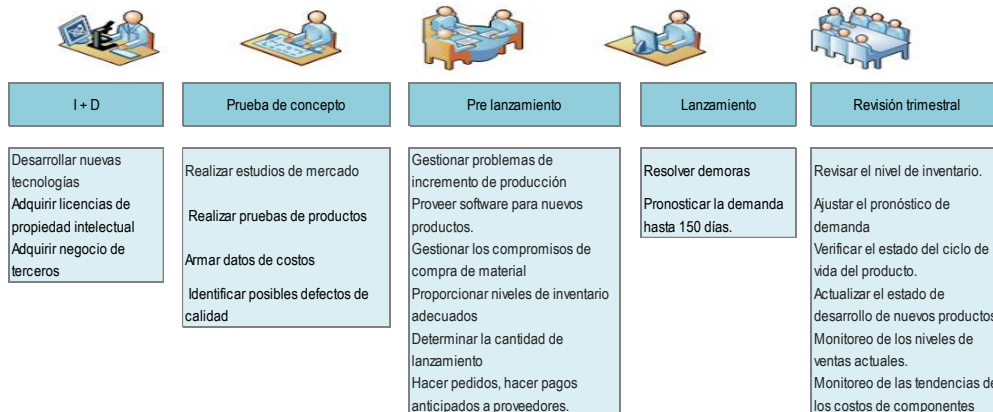 I + D
Desarrollar nuevas
tecnologías
Adquirir licencias de
propiedad intelectual
Adquirir negocio de
terceros
Prueba de concepto
Realizar estudios de mercado
Realizar pruebas de productos
Armar datos de costos
Identificar posibles defectos de
calidad
Pre lanzamiento
Gestionar problemas de
incremento de producción
Proveer software para nuevos
productos.
Gestionar los compromisos de
compra de material
Proporcionar niveles de inventario
adecuados
Determinar la cantidad de
lanzamiento
Hacer pedidos, hacer pagos
anticipados a proveedores.
Lanzamiento
Resolver demoras
Pronosticar la demanda
hasta 150 días.
Revisión trimestral
Revisar el nivel de inventario.
Ajustar el pronóstico de
demanda
Verificar el estado del ciclo de
vida del producto.
Actualizar el estado de
desarrollo de nuevos productos
Monitoreo de los niveles de
ventas actuales.
Monitoreo de las tendencias de
los costos de componentes